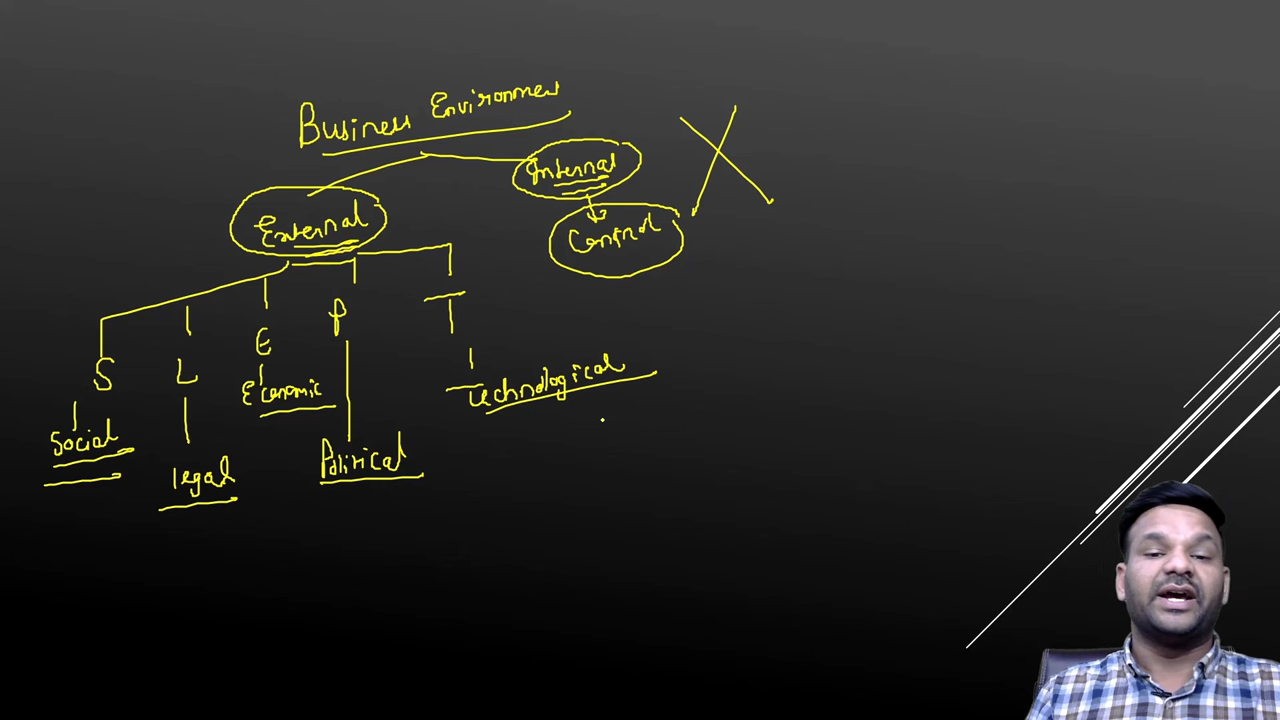 Business Environment
Internal
External
Control
S L E P T
Social
Legal
Economic
Political
Technological